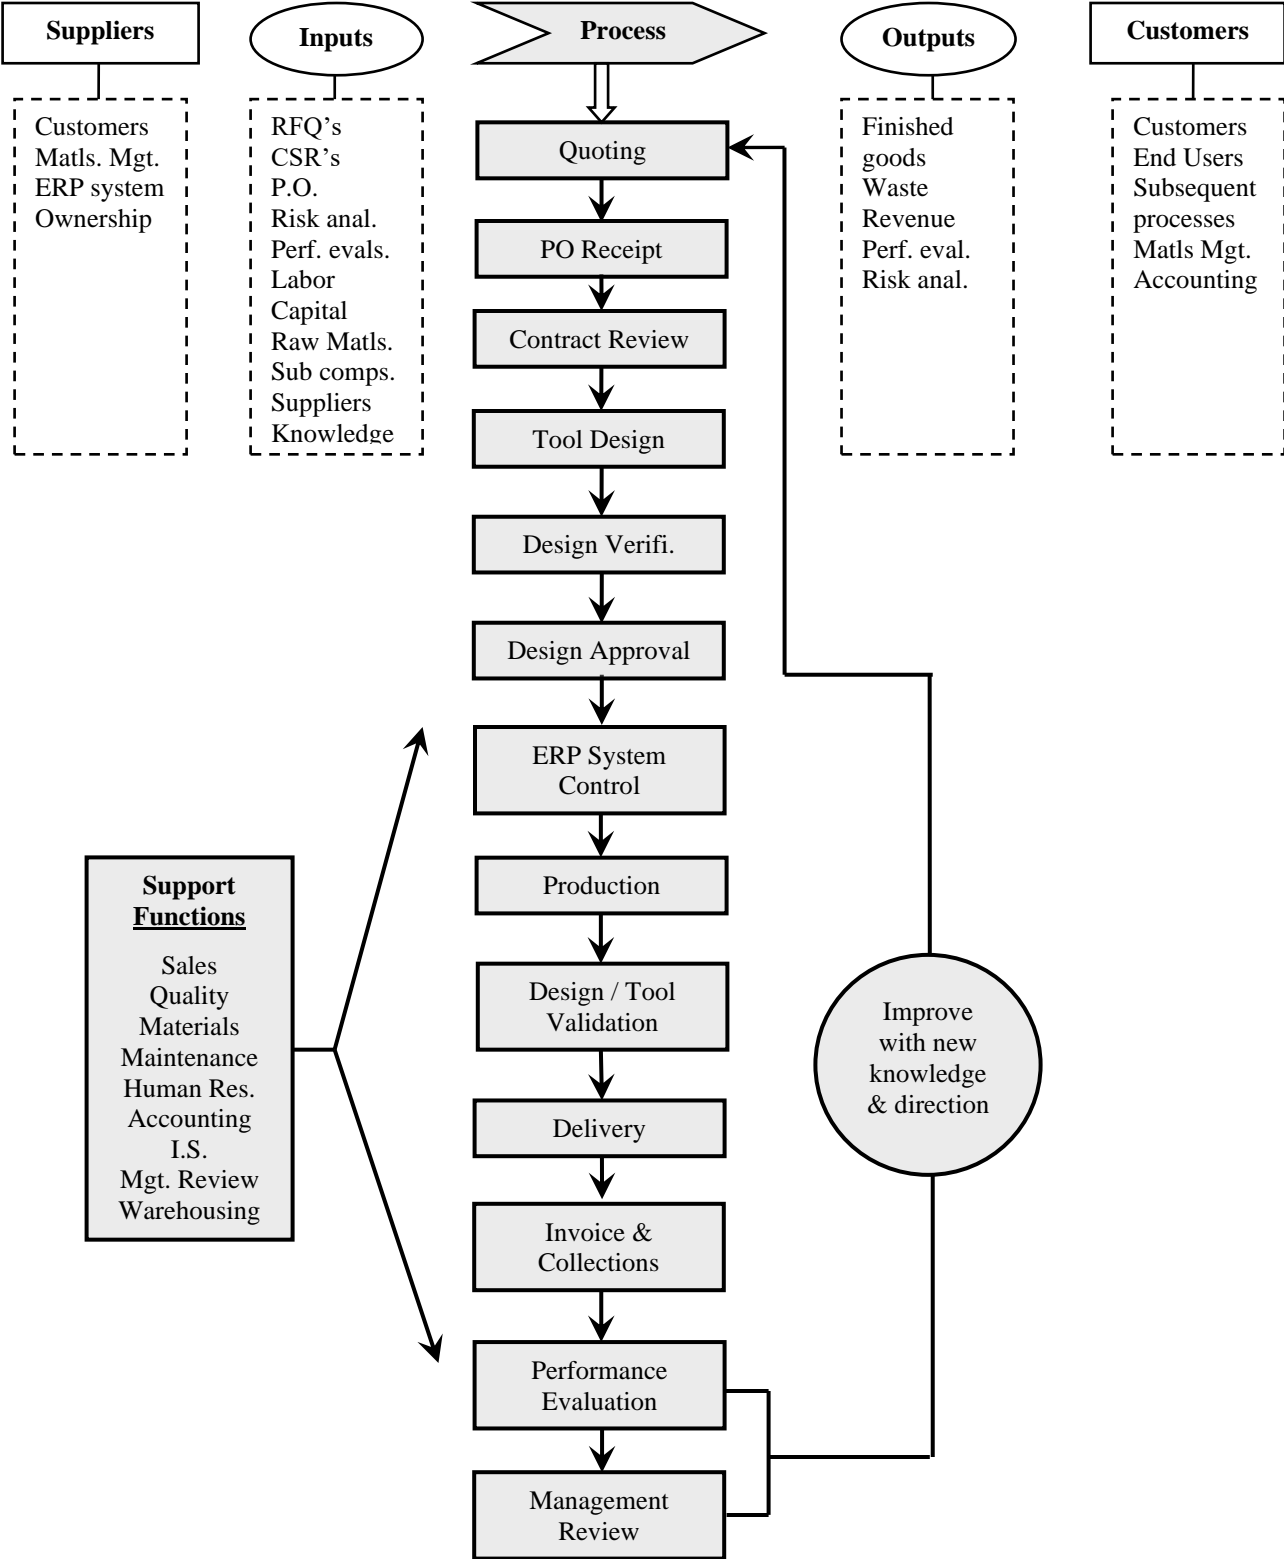 Suppliers
Inputs
Process
Outputs
Customers
Customers
Matls. Mgt.
ERP system
Ownership
RFQ’s
CSR’s
P.O.
Risk anal.
Perf. evals.
Labor
Capital
Raw Matls.
Sub comps.
Suppliers
Knowledge
Finished
goods
Waste
Revenue
Perf. eval.
Risk anal.
Customers
End Users
Subsequent
processes
Matls Mgt.
Accounting
Quoting
PO Receipt
Contract Review
Tool Design
Design Verifi.
Design Approval
ERP System
Control
Production
Design / Tool
Validation
Delivery
Invoice &
Collections
Performance
Evaluation
Management
Review
Support
Functions
Sales
Quality
Materials
Maintenance
Human Res.
Accounting
I.S.
Mgt. Review
Warehousing
Improve
with new
knowledge
& direction